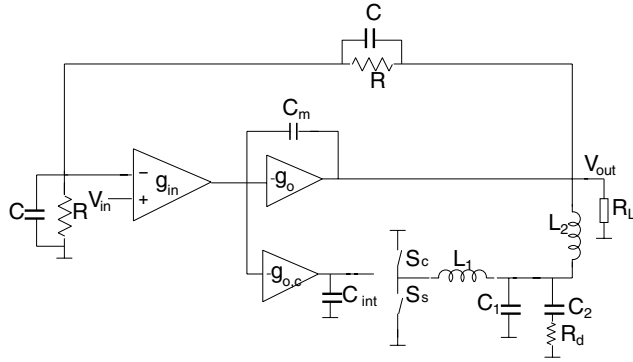 C
R
C_m
C
R
V_in
−
+
g_in
-g_o
V_out
R_L
L_2
-g_o,c
C_int
S_c
S_s
L_1
C_1
C_2
R_d